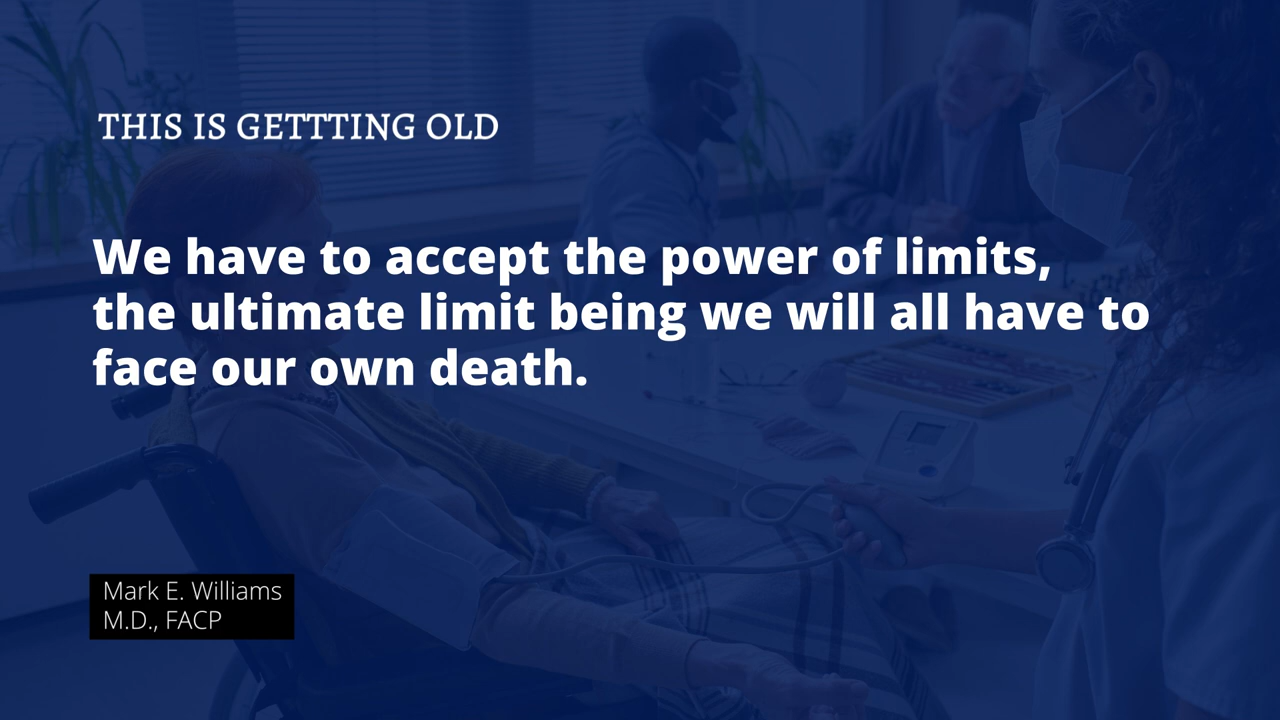 THIS IS GETTTING OLD
We have to accept the power of limits,
the ultimate limit being we will all have to
face our own death.
Mark E. Williams
M.D., FACP